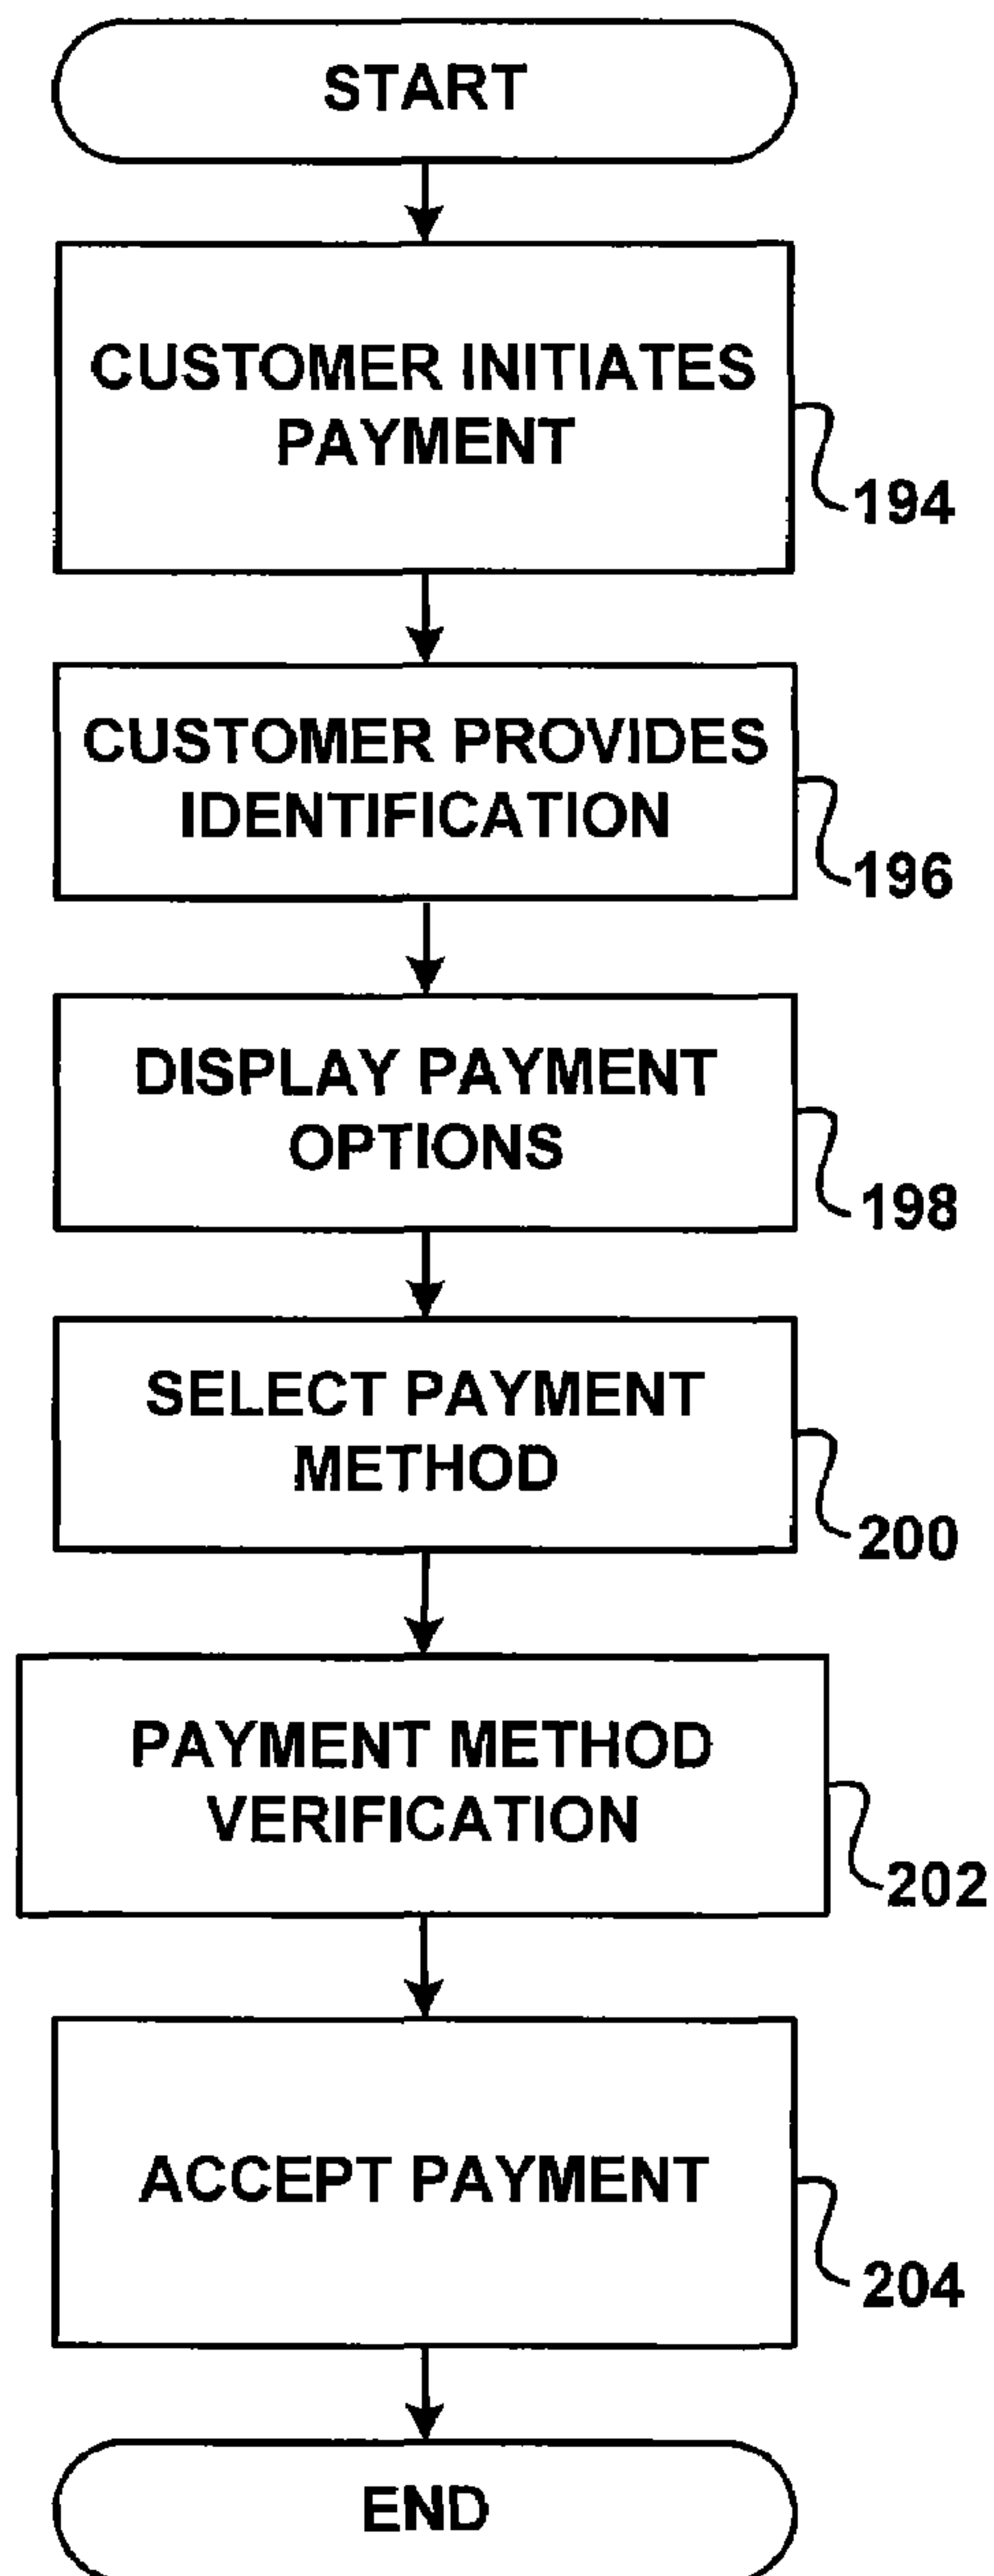 START
CUSTOMER INITIATES
PAYMENT
194
CUSTOMER PROVIDES
IDENTIFICATION
196
DISPLAY PAYMENT
OPTIONS
198
SELECT PAYMENT
METHOD
200
PAYMENT METHOD
VERIFICATION
202
ACCEPT PAYMENT
204
END